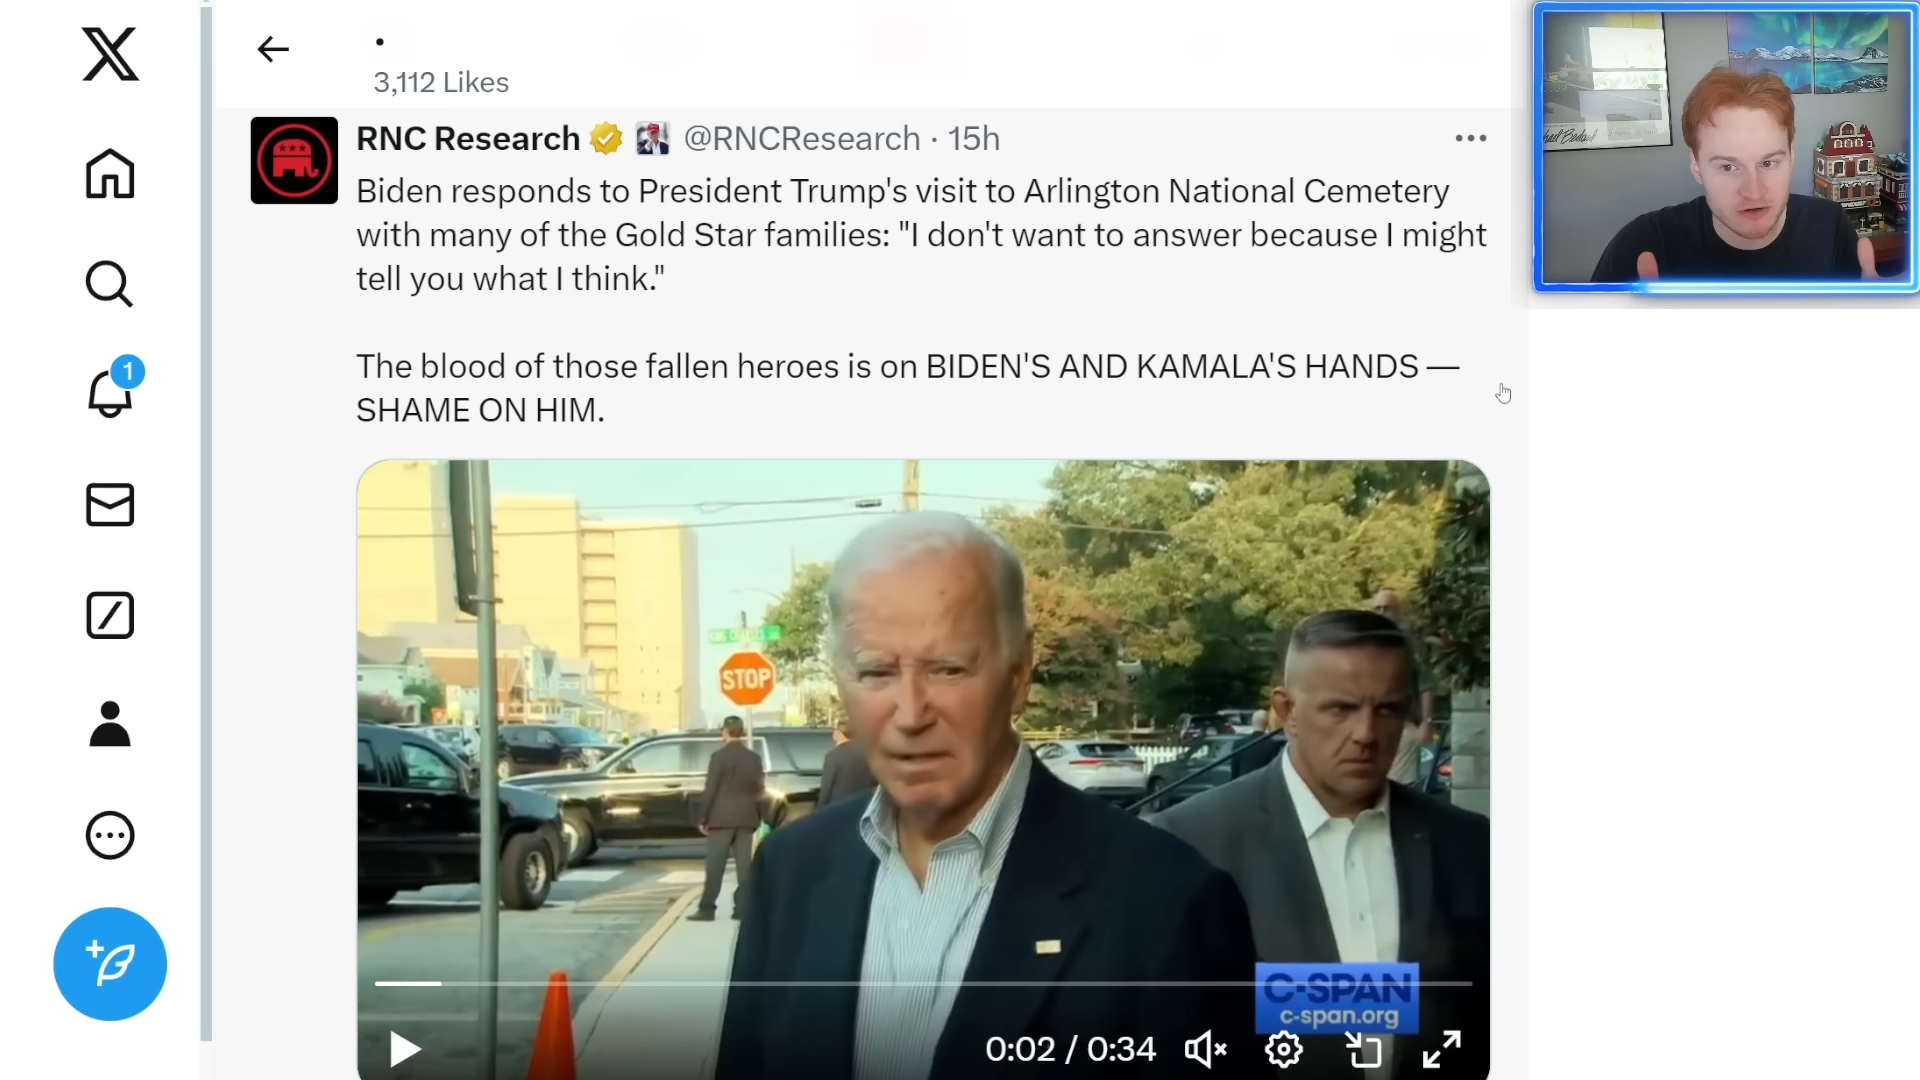 3,112 Likes
RNC Research @RNCResearch · 15h
Biden responds to President Trump's visit to Arlington National Cemetery
with many of the Gold Star families: "I don't want to answer because I might
tell you what I think."
The blood of those fallen heroes is on BIDEN'S AND KAMALA'S HANDS —
SHAME ON HIM.
1
STOP
C-SPAN
c-span.org
0:02 / 0:34